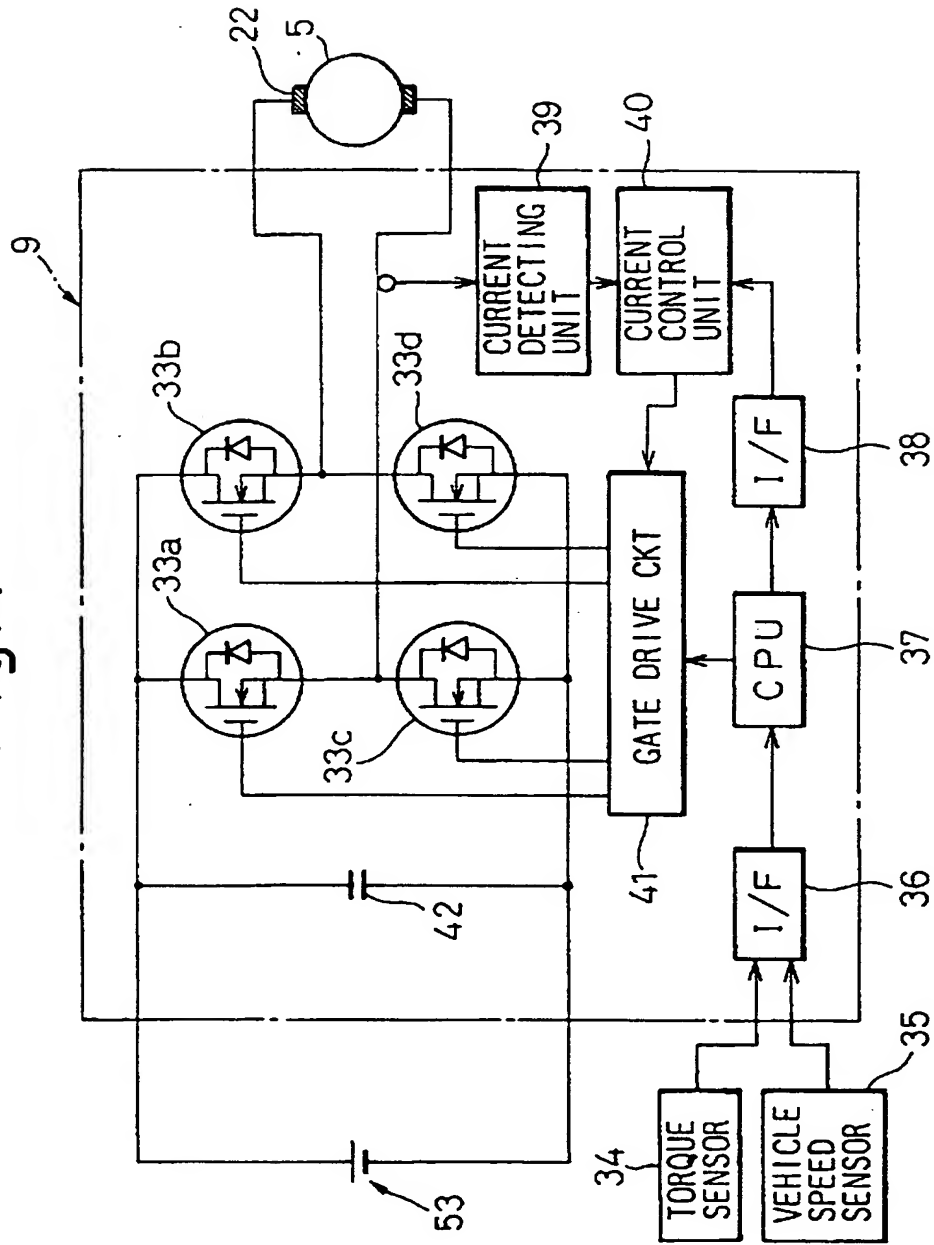 9
22
5
33b
33a
33d
33c
39
CURRENT
DETECTING
UNIT
40
CURRENT
CONTROL
UNIT
42
53
GATE DRIVE CKT
41
34
TORQUE
SENSOR
VEHICLE
SPEED
SENSOR
35
I/F
36
CPU
37
I/F
38